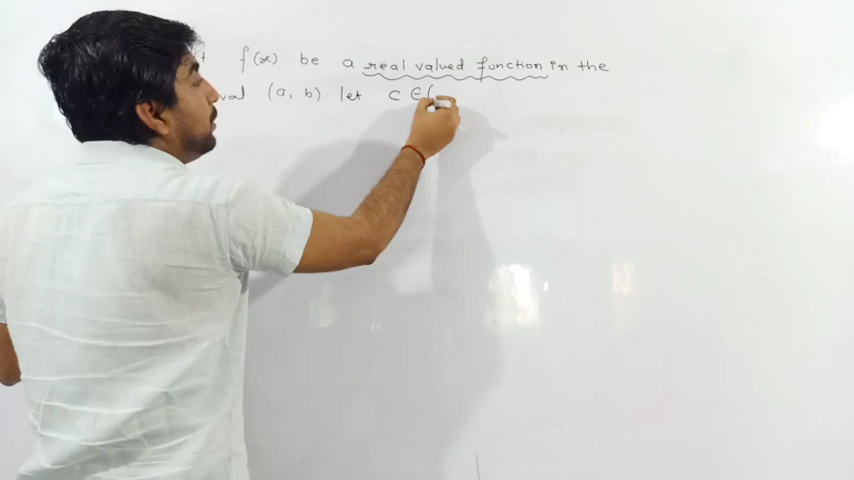 f(x) be a real valued function in the
(a, b). let c ∈ (